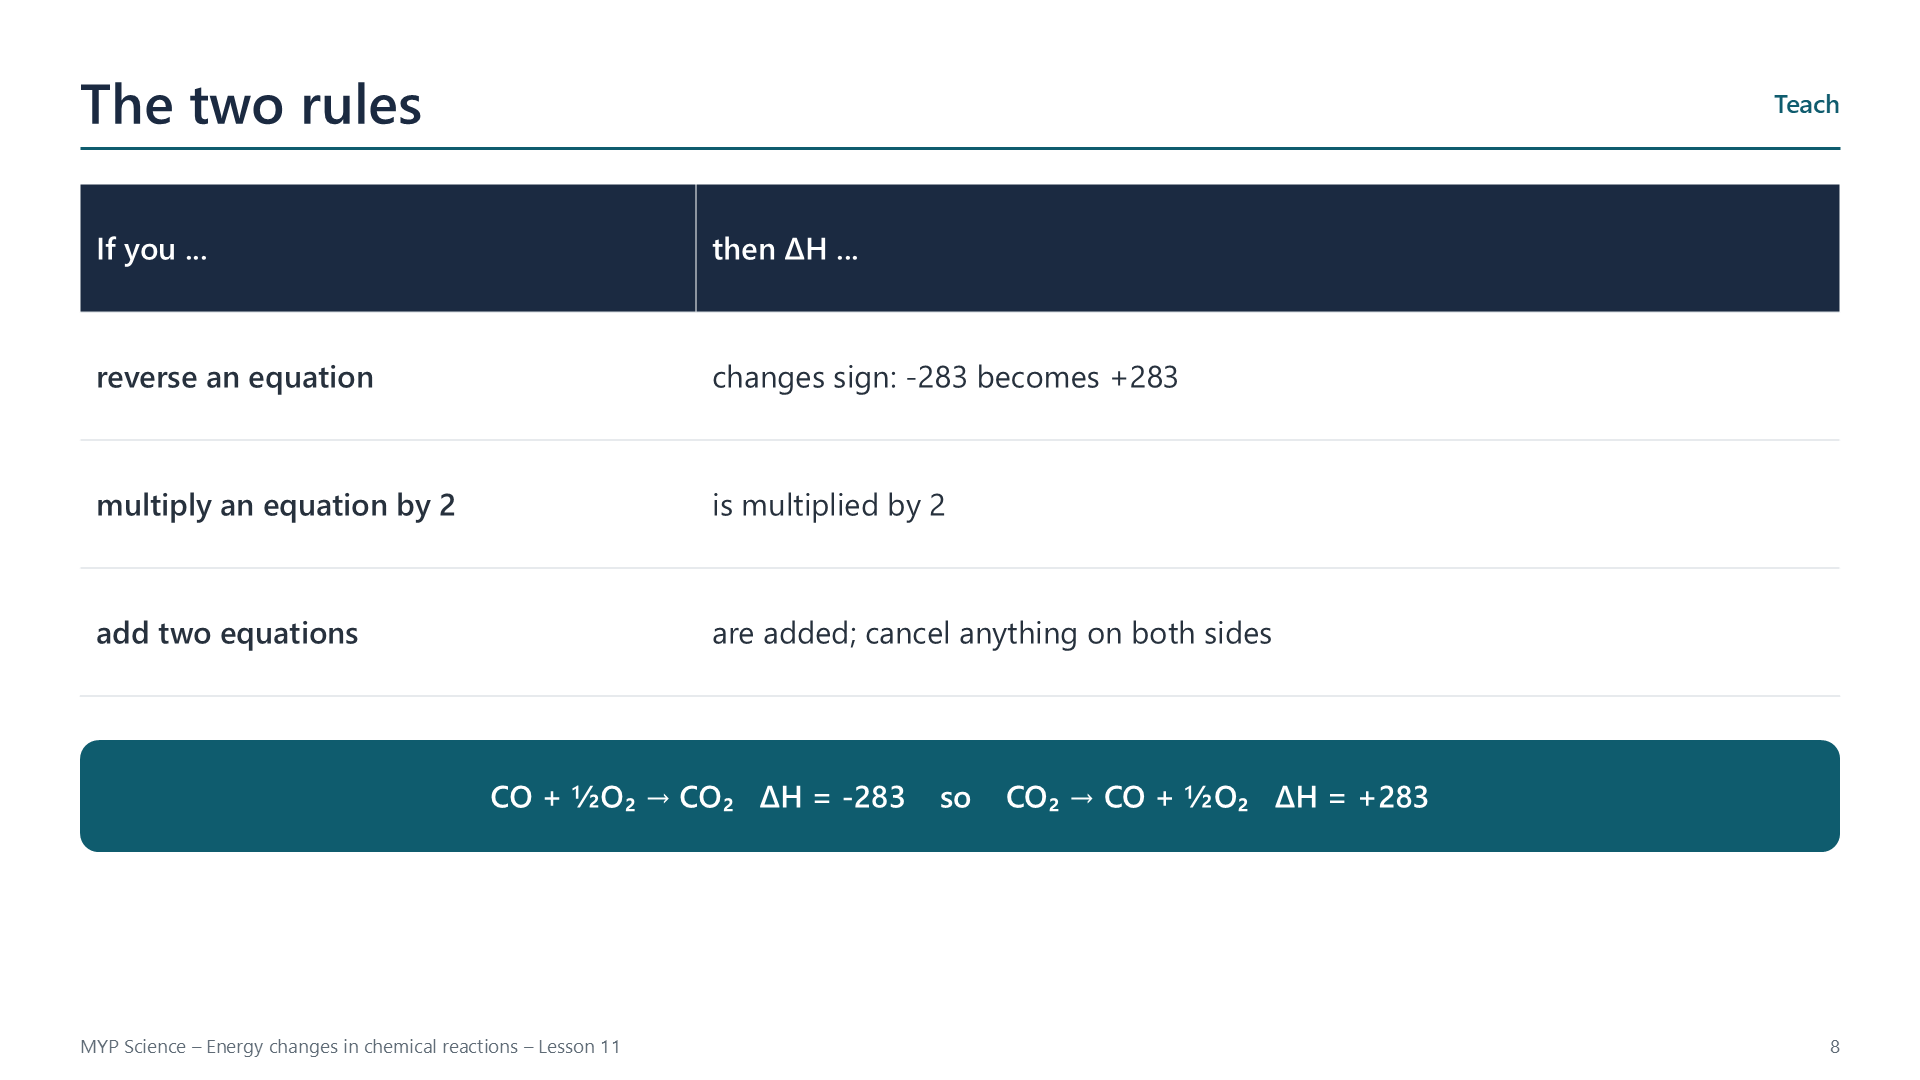 The two rules
Teach
If you ...
then ΔH ...
reverse an equation
changes sign: -283 becomes +283
multiply an equation by 2
is multiplied by 2
add two equations
are added; cancel anything on both sides
CO + ½O₂ → CO₂ ΔH = -283 so CO₂ → CO + ½O₂ ΔH = +283
MYP Science – Energy changes in chemical reactions – Lesson 11
8